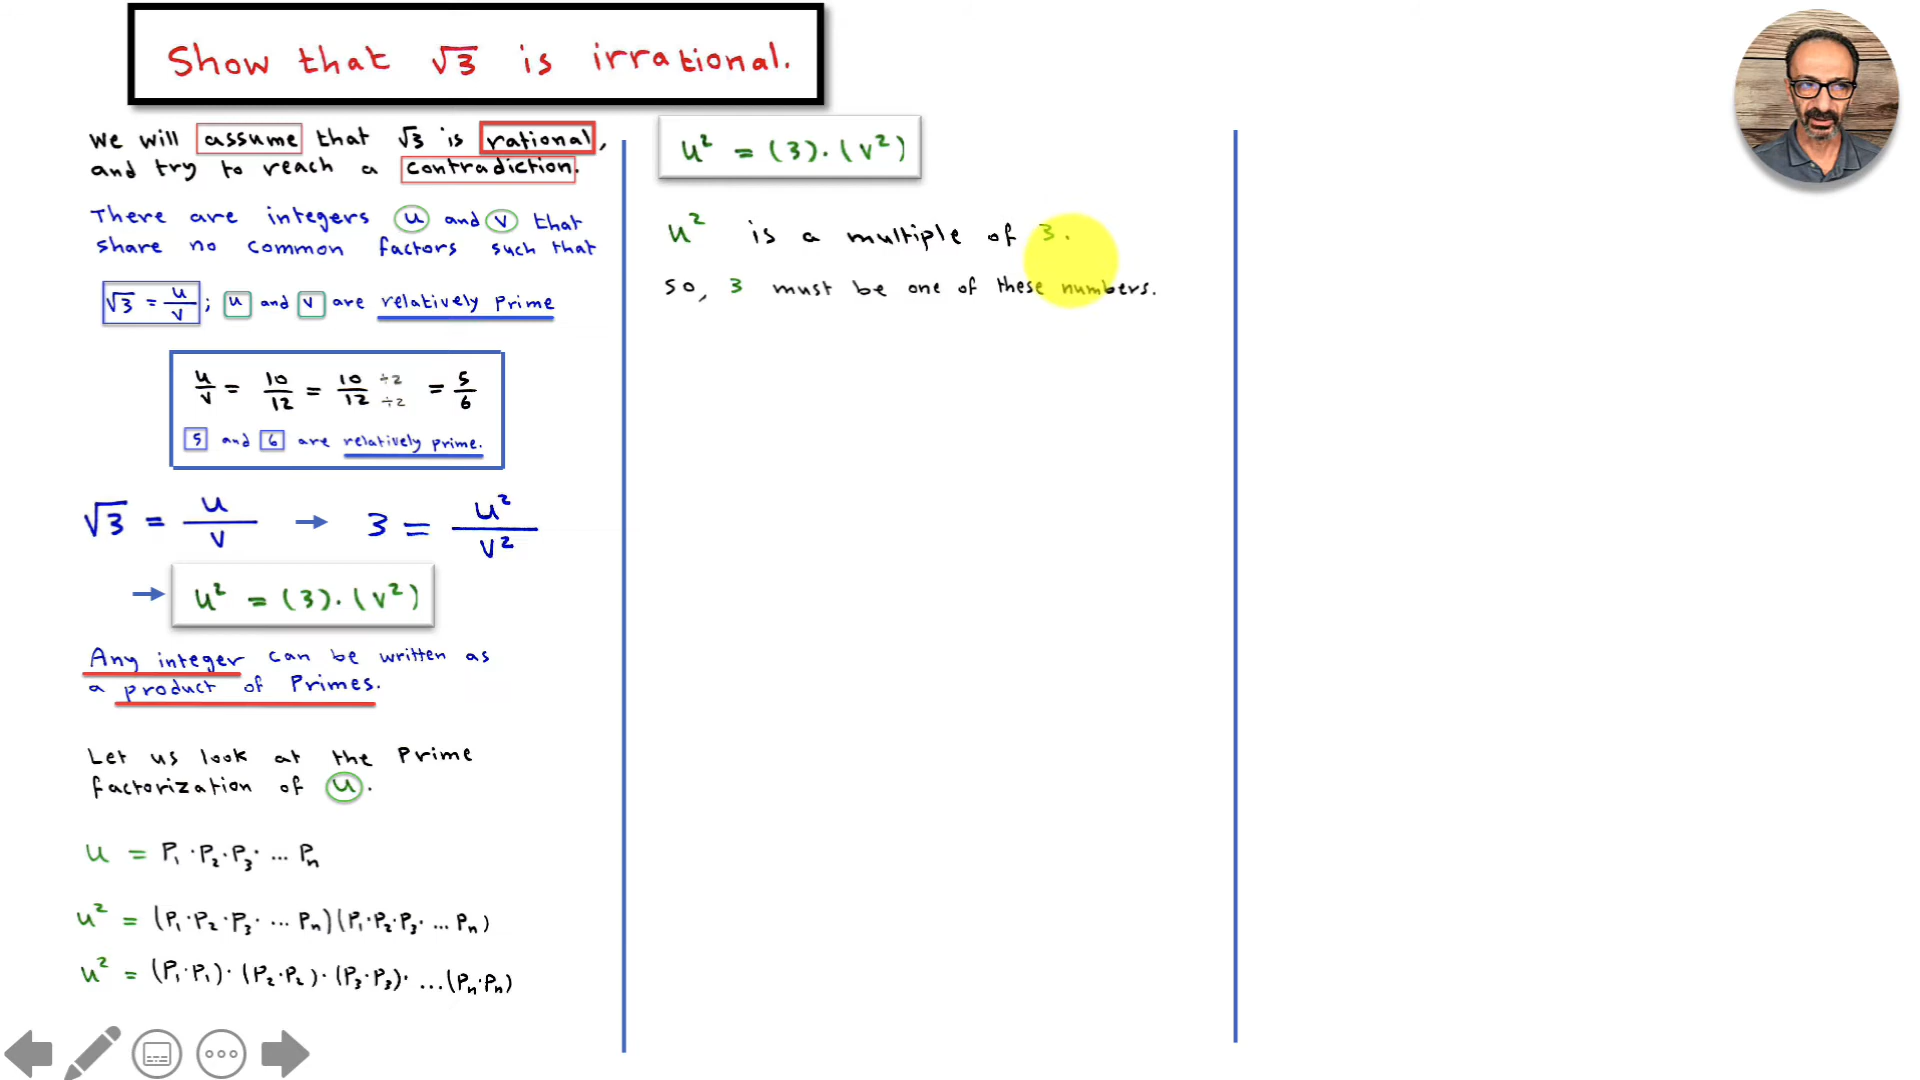 Show that √3 is irrational.
We will assume that √3 is rational,
and try to reach a contradiction.
There are integers u and v that
share no common factors such that
√3 = u/v ; u and v are relatively prime
u/v = 10/12 = 10/12 ÷2/÷2 = 5/6
5 and 6 are relatively prime.
√3 = u/v → 3 = u²/v²
→ u² = (3).(v²)
Any integer can be written as
a product of Primes.
Let us look at the Prime
factorization of u.
u = P₁·P₂·P₃· ... Pₙ
u² = (P₁·P₂·P₃· ... Pₙ)(P₁·P₂·P₃· ... Pₙ)
u² = (P₁·P₁)·(P₂·P₂)·(P₃·P₃)· ...(Pₙ·Pₙ)
u² = (3).(v²)
u² is a multiple of 3.
so, 3 must be one of these numbers.